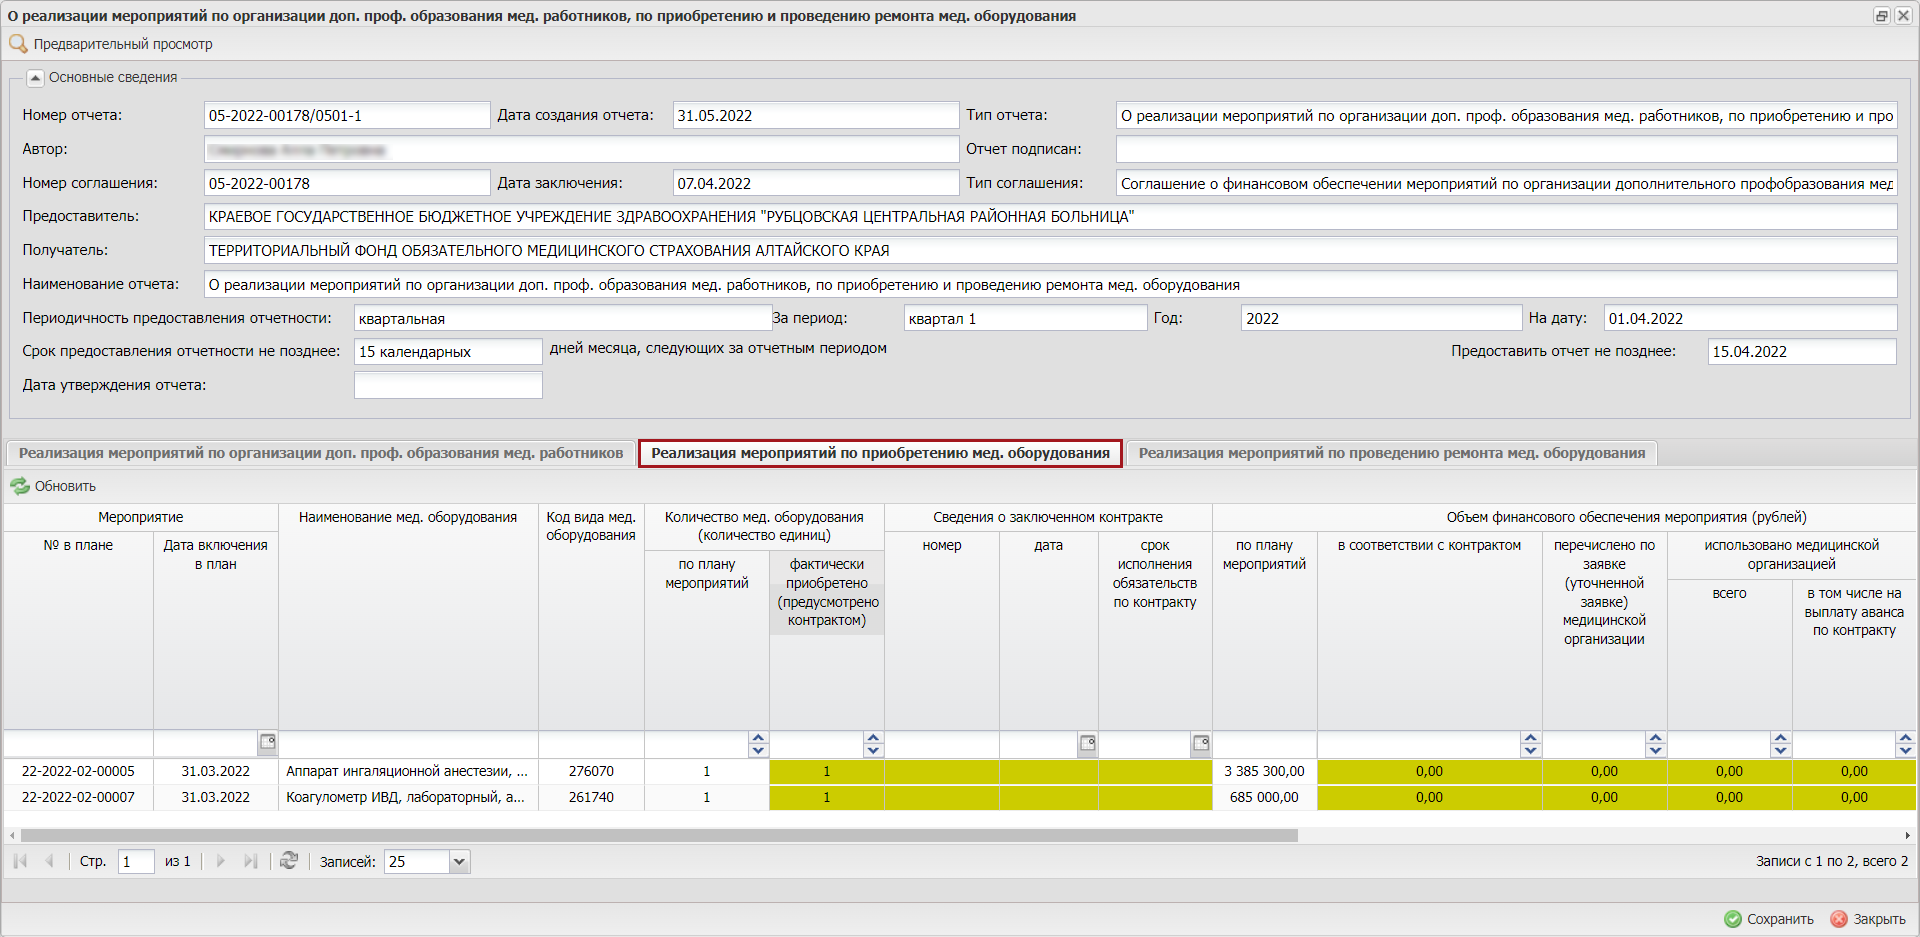 О реализации мероприятий по организации доп. проф. образования мед. работников, по приобретению и проведению ремонта мед. оборудования
Предварительный просмотр
Основные сведения
Номер отчета: 05-2022-00178/0501-1 Дата создания отчета: 31.05.2022 Тип отчета: О реализации мероприятий по организации доп. проф. образования мед. работников, по приобретению и про
Автор: Отчет подписан:
Номер соглашения: 05-2022-00178 Дата заключения: 07.04.2022 Тип соглашения: Соглашение о финансовом обеспечении мероприятий по организации дополнительного профобразования мед
Предоставитель: КРАЕВОЕ ГОСУДАРСТВЕННОЕ БЮДЖЕТНОЕ УЧРЕЖДЕНИЕ ЗДРАВООХРАНЕНИЯ "РУБЦОВСКАЯ ЦЕНТРАЛЬНАЯ РАЙОННАЯ БОЛЬНИЦА"
Получатель: ТЕРРИТОРИАЛЬНЫЙ ФОНД ОБЯЗАТЕЛЬНОГО МЕДИЦИНСКОГО СТРАХОВАНИЯ АЛТАЙСКОГО КРАЯ
Наименование отчета: О реализации мероприятий по организации доп. проф. образования мед. работников, по приобретению и проведению ремонта мед. оборудования
Периодичность предоставления отчетности: квартальная За период: квартал 1 Год: 2022 На дату: 01.04.2022
Срок предоставления отчетности не позднее: 15 календарных дней месяца, следующих за отчетным периодом Предоставить отчет не позднее: 15.04.2022
Дата утверждения отчета:
Реализация мероприятий по организации доп. проф. образования мед. работников Реализация мероприятий по приобретению мед. оборудования Реализация мероприятий по проведению ремонта мед. оборудования
Обновить
Мероприятие
№ в плане
Дата включения
в план
Наименование мед. оборудования
Код вида мед.
оборудования
Количество мед. оборудования
(количество единиц)
по плану
мероприятий
фактически
приобретено
(предусмотрено
контрактом)
Сведения о заключенном контракте
номер
дата
срок
исполнения
обязательств
по контракту
Объем финансового обеспечения мероприятия (рублей)
по плану
мероприятий
в соответствии с контрактом
перечислено по
заявке
(уточненной
заявке)
медицинской
организации
использовано медицинской
организацией
всего
в том числе на
выплату аванса
по контракту
22-2022-02-00005 31.03.2022 Аппарат ингаляционной анестезии, ... 276070 1 1 3 385 300,00 0,00 0,00 0,00 0,00
22-2022-02-00007 31.03.2022 Коагулометр ИВД, лабораторный, а... 261740 1 1 685 000,00 0,00 0,00 0,00 0,00
Стр. 1 из 1 Записей: 25 Записи с 1 по 2, всего 2
Сохранить Закрыть